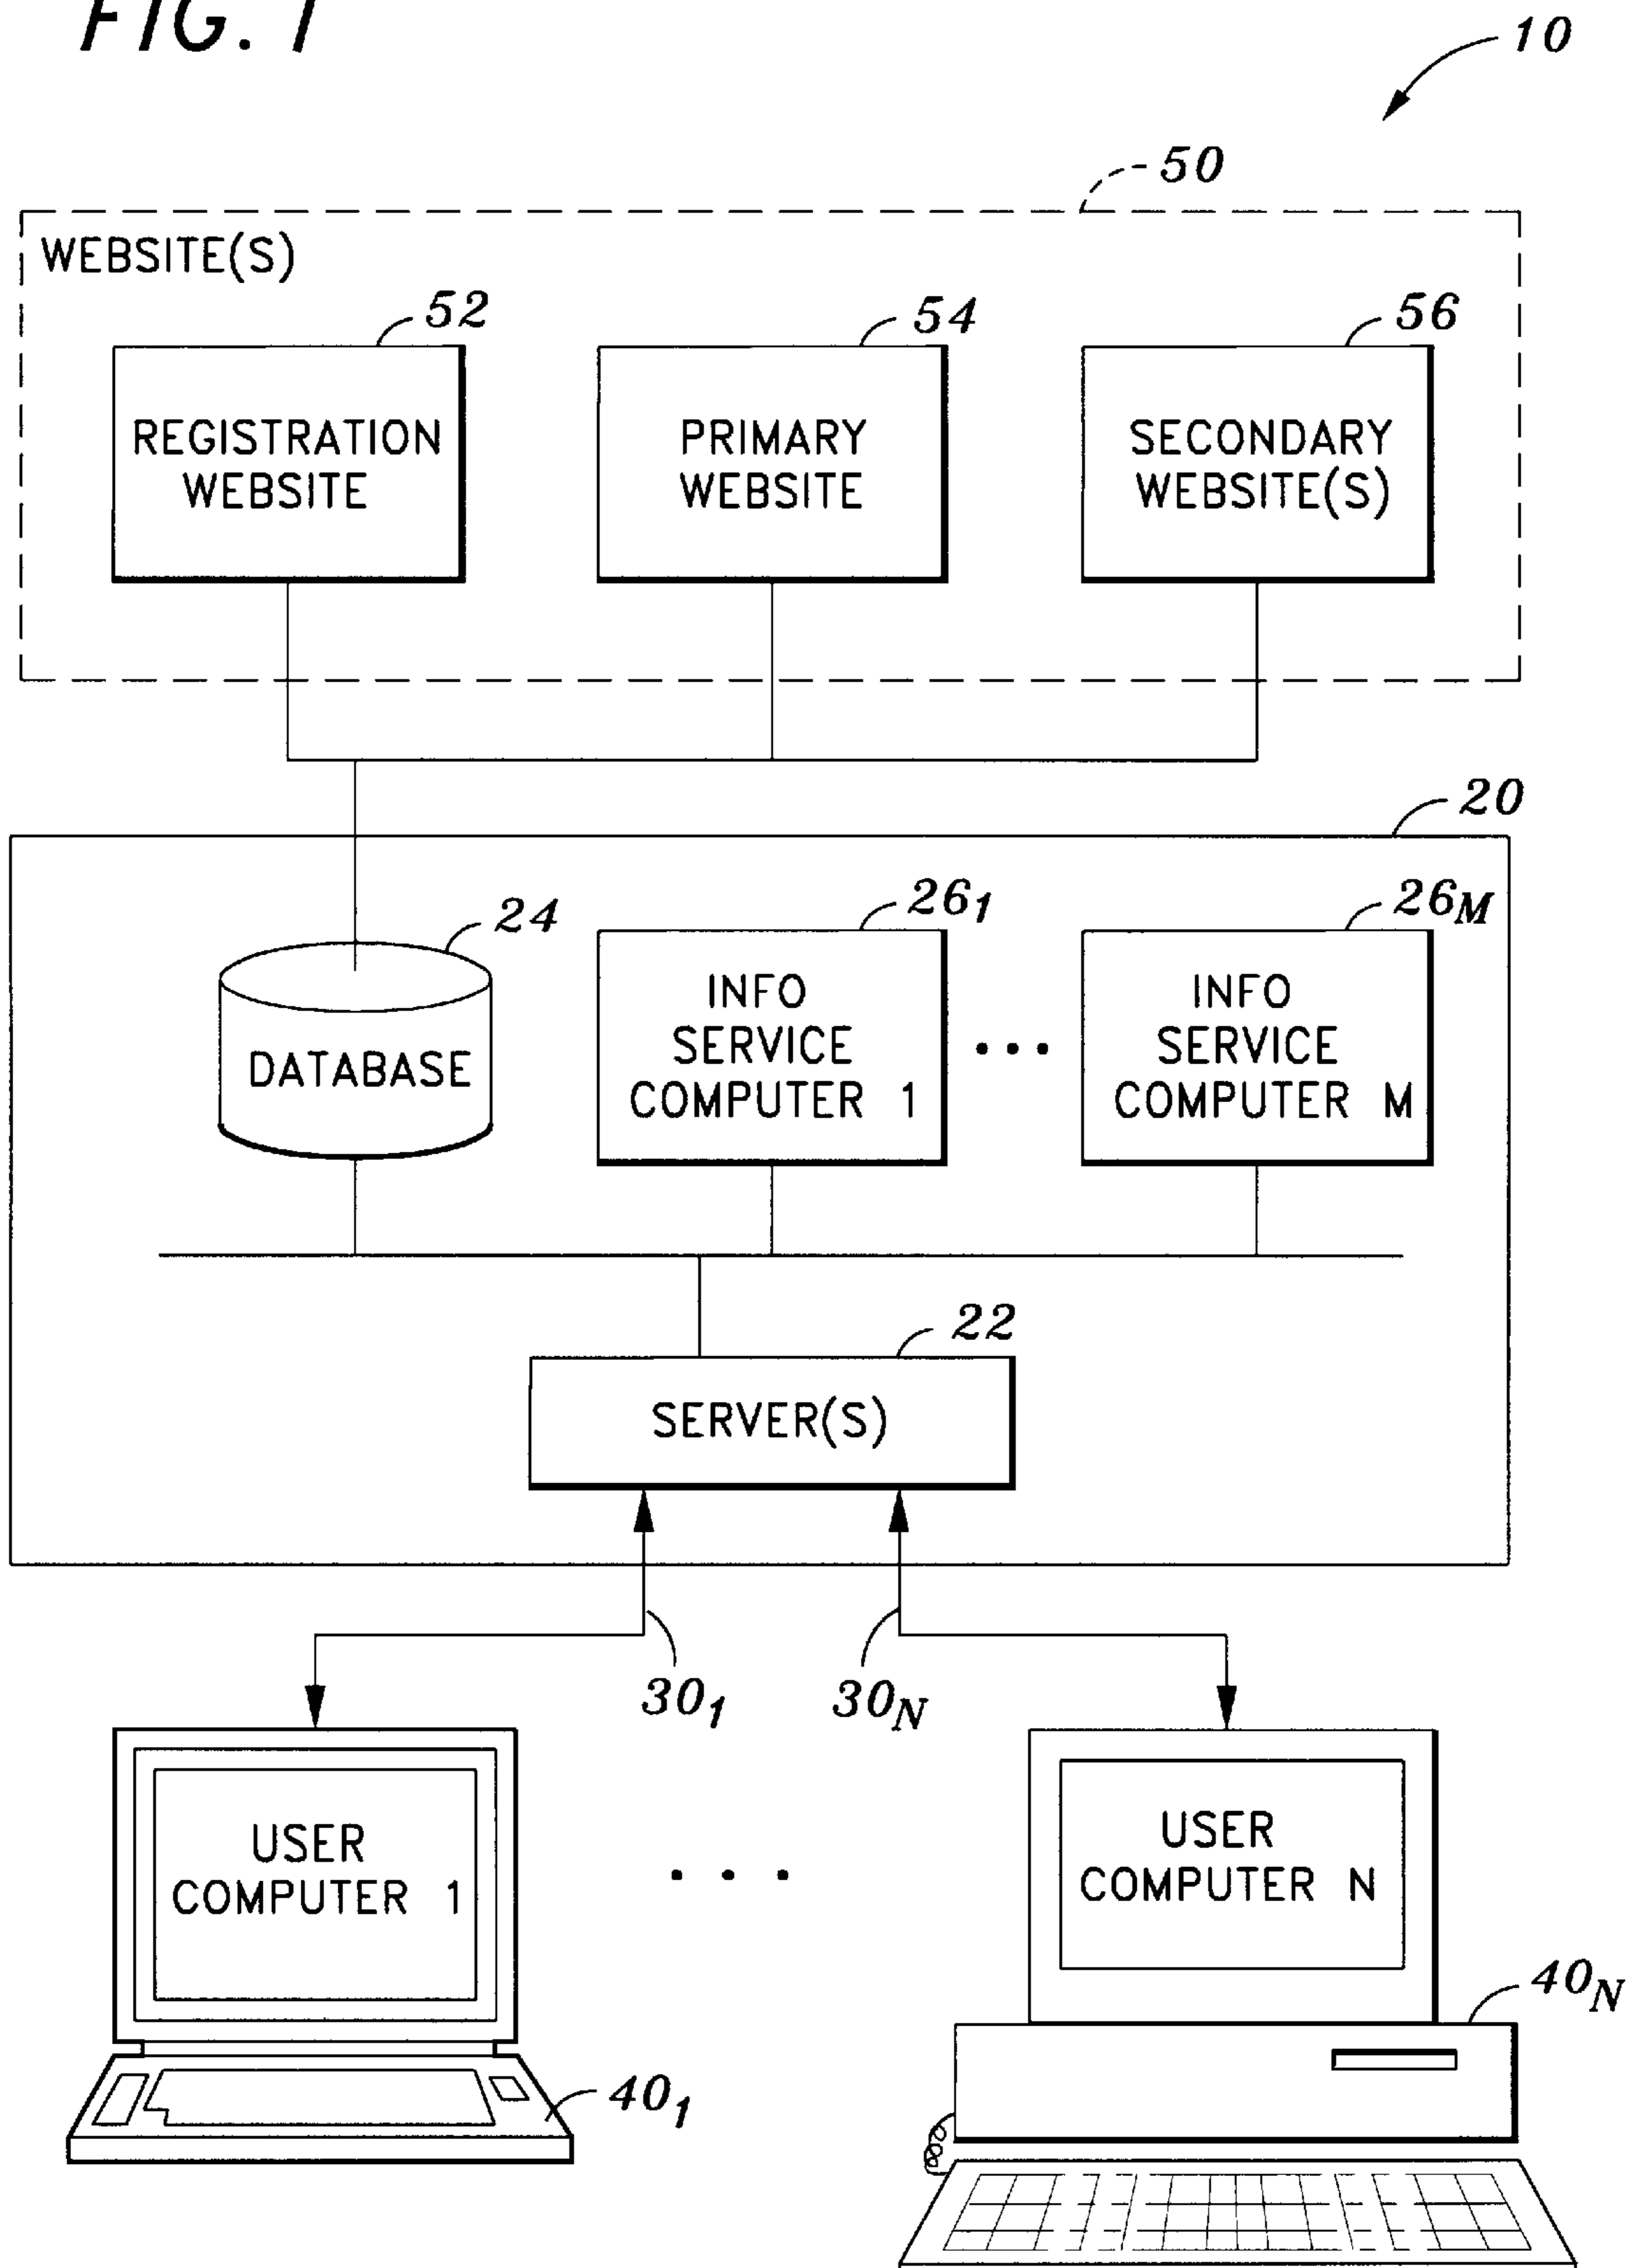 FIG. 1
10
50
WEBSITE(S)
52
54
56
REGISTRATION
WEBSITE
PRIMARY
WEBSITE
SECONDARY
WEBSITE(S)
20
24
26₁
26M
DATABASE
INFO
SERVICE
COMPUTER 1
...
INFO
SERVICE
COMPUTER M
22
SERVER(S)
30₁
30N
USER
COMPUTER 1
...
USER
COMPUTER N
40N
40₁